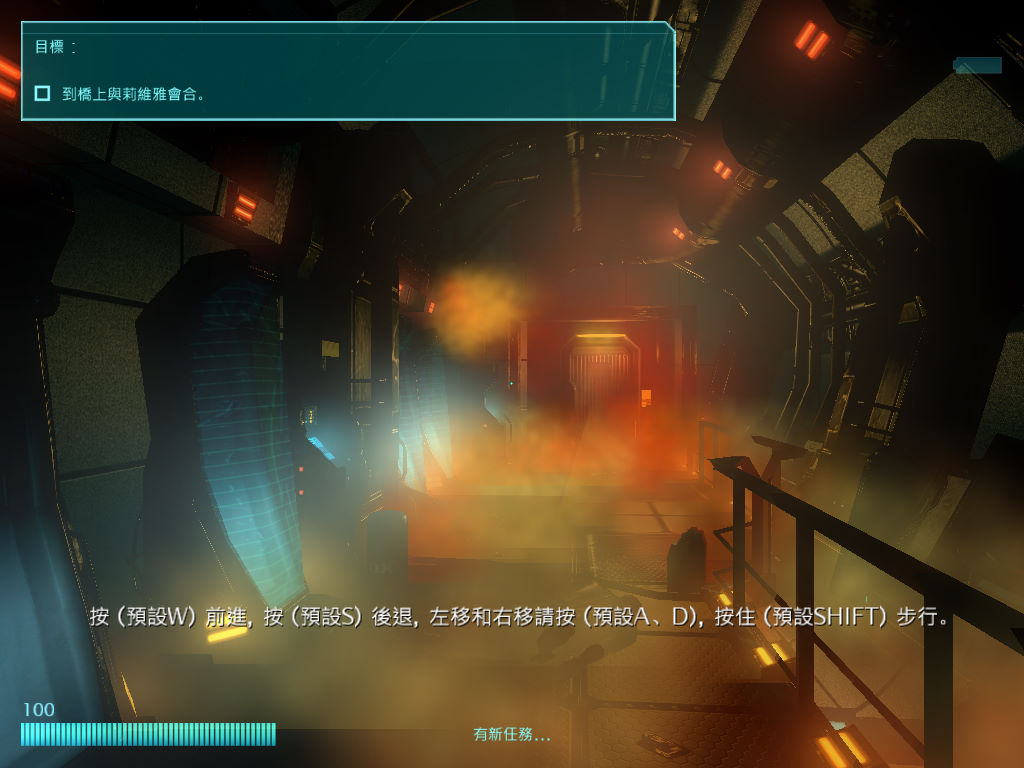 目標：
到橋上與莉維雅會合。
按 (預設W) 前進, 按 (預設S) 後退, 左移和右移請按 (預設A、D), 按住 (預設SHIFT) 步行。
100
有新任務...